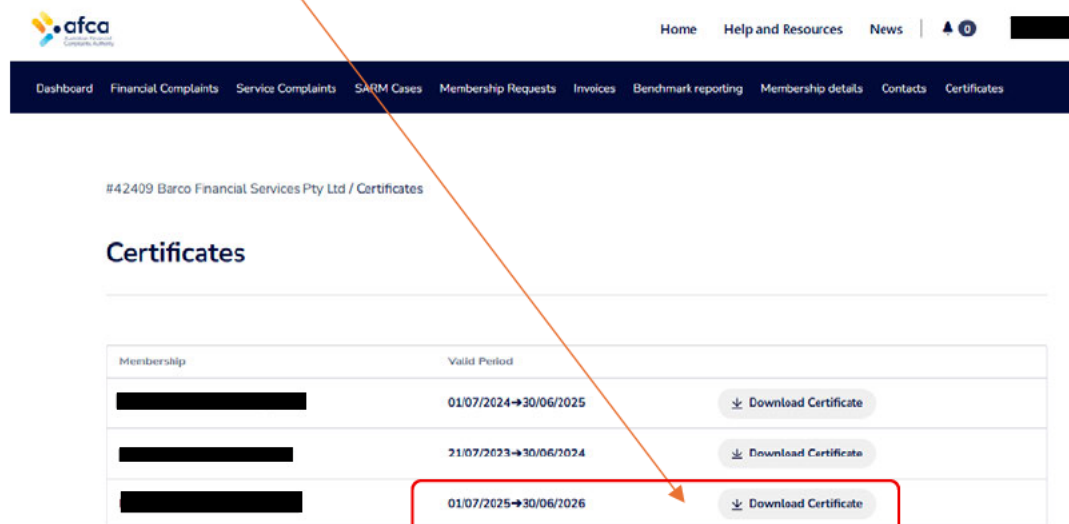 afca
Australian Financial
Complaints Authority
Home Help and Resources News 0
Dashboard Financial Complaints Service Complaints SARM Cases Membership Requests Invoices Benchmark reporting Membership details Contacts Certificates
#42409 Barco Financial Services Pty Ltd / Certificates
Certificates
Membership Valid Period
01/07/2024→30/06/2025 Download Certificate
21/07/2023→30/06/2024 Download Certificate
01/07/2025→30/06/2026 Download Certificate